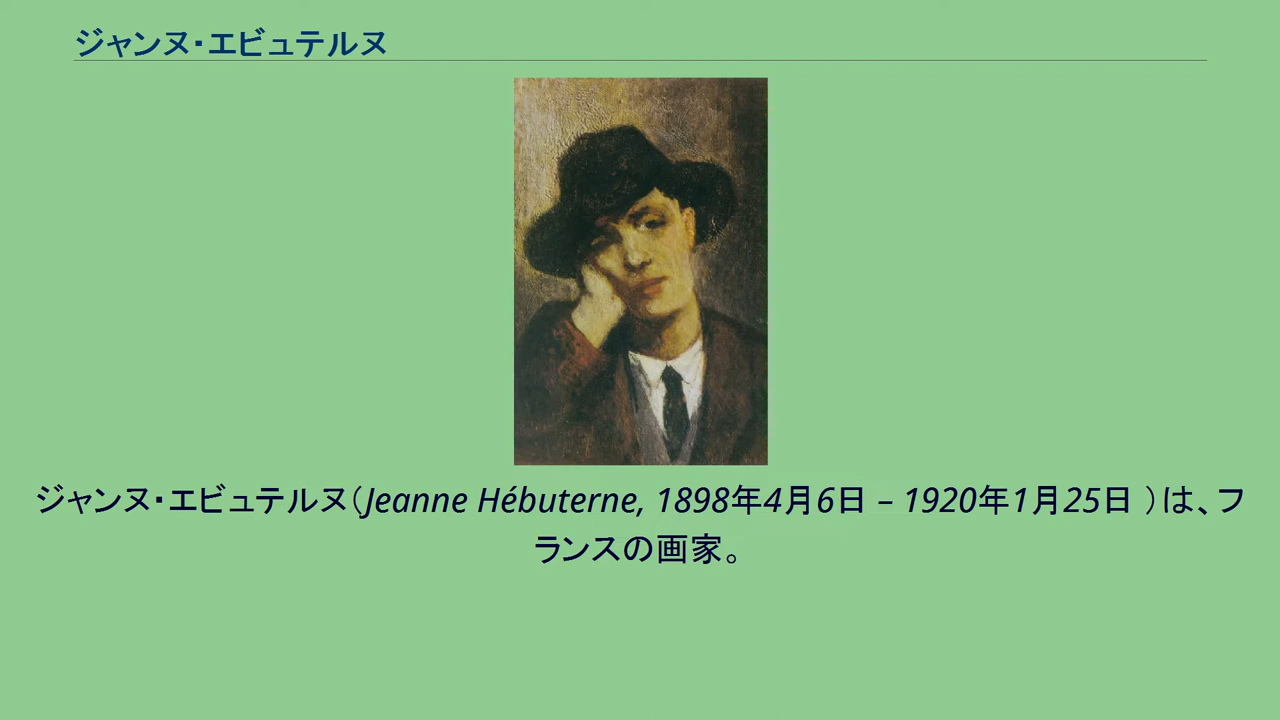 ジャンヌ・エビュテルヌ
ジャンヌ・エビュテルヌ（Jeanne Hébuterne, 1898年4月6日 – 1920年1月25日 ）は、フ
ランスの画家。